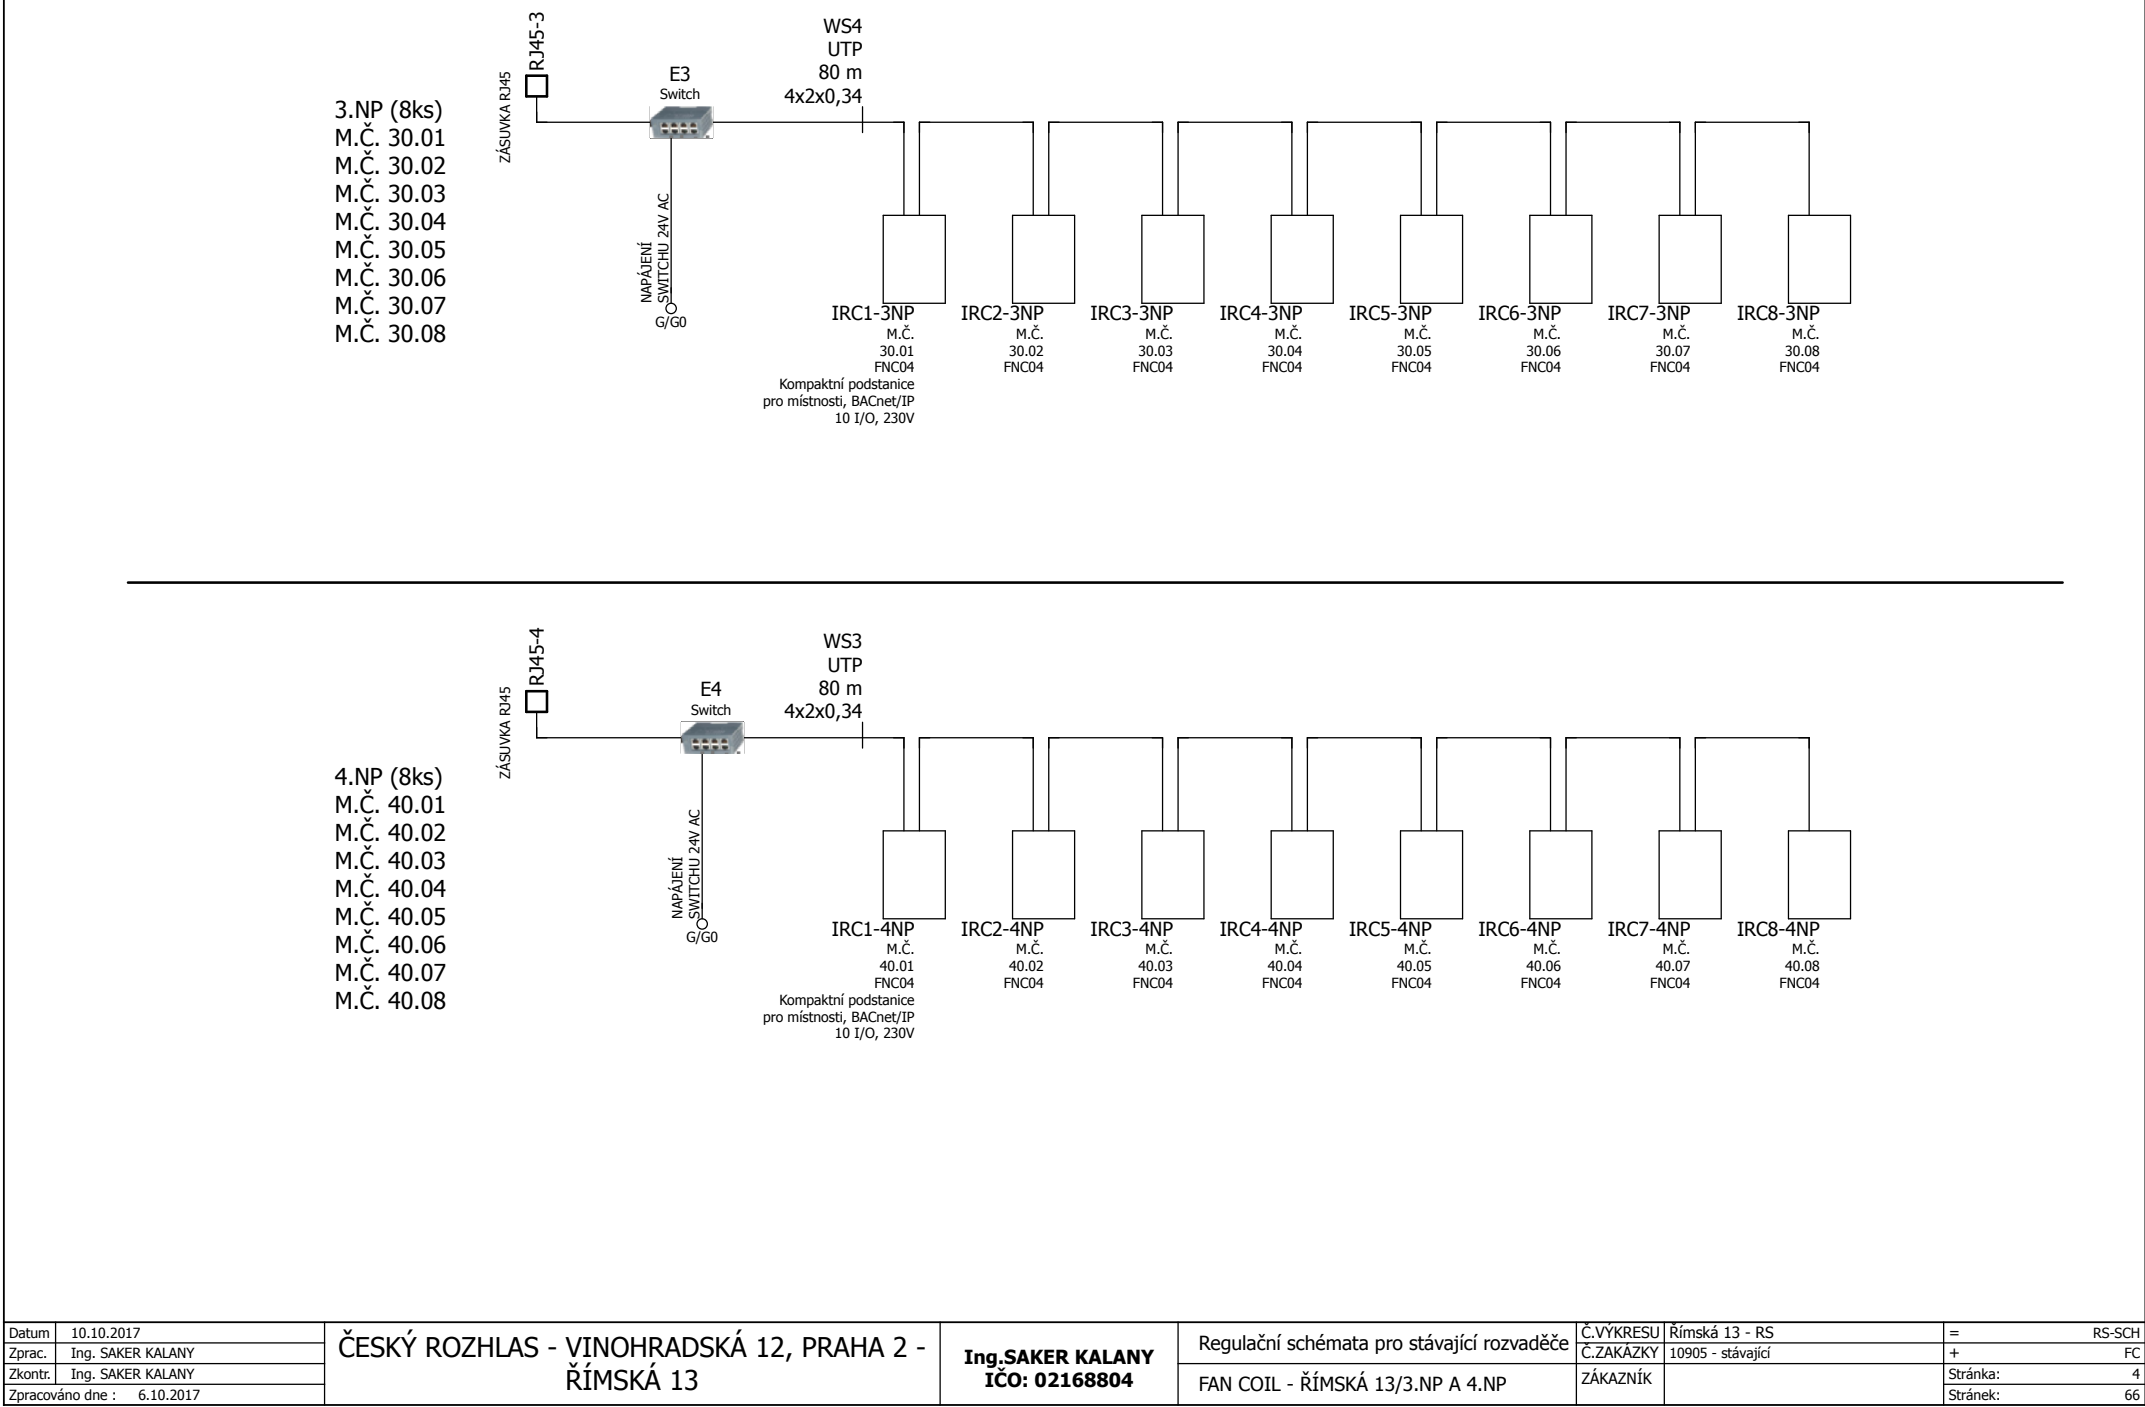 RJ45-3
ZÁSUVKA RJ45
E3
Switch
WS4
UTP
80 m
4x2x0,34
3.NP (8ks)
M.Č. 30.01
M.Č. 30.02
M.Č. 30.03
M.Č. 30.04
M.Č. 30.05
M.Č. 30.06
M.Č. 30.07
M.Č. 30.08
NAPÁJENÍ
SWITCHU 24V AC
G/G0
IRC1-3NP
M.Č.
30.01
FNC04
Kompaktní podstanice
pro místnosti, BACnet/IP
10 I/O, 230V
IRC2-3NP
M.Č.
30.02
FNC04
IRC3-3NP
M.Č.
30.03
FNC04
IRC4-3NP
M.Č.
30.04
FNC04
IRC5-3NP
M.Č.
30.05
FNC04
IRC6-3NP
M.Č.
30.06
FNC04
IRC7-3NP
M.Č.
30.07
FNC04
IRC8-3NP
M.Č.
30.08
FNC04
RJ45-4
ZÁSUVKA RJ45
E4
Switch
WS3
UTP
80 m
4x2x0,34
4.NP (8ks)
M.Č. 40.01
M.Č. 40.02
M.Č. 40.03
M.Č. 40.04
M.Č. 40.05
M.Č. 40.06
M.Č. 40.07
M.Č. 40.08
NAPÁJENÍ
SWITCHU 24V AC
G/G0
IRC1-4NP
M.Č.
40.01
FNC04
Kompaktní podstanice
pro místnosti, BACnet/IP
10 I/O, 230V
IRC2-4NP
M.Č.
40.02
FNC04
IRC3-4NP
M.Č.
40.03
FNC04
IRC4-4NP
M.Č.
40.04
FNC04
IRC5-4NP
M.Č.
40.05
FNC04
IRC6-4NP
M.Č.
40.06
FNC04
IRC7-4NP
M.Č.
40.07
FNC04
IRC8-4NP
M.Č.
40.08
FNC04
Datum 10.10.2017
Zprac. Ing. SAKER KALANY
Zkontr. Ing. SAKER KALANY
Zpracováno dne : 6.10.2017
ČESKÝ ROZHLAS - VINOHRADSKÁ 12, PRAHA 2 -
ŘÍMSKÁ 13
Ing.SAKER KALANY
IČO: 02168804
Regulační schémata pro stávající rozvaděče
FAN COIL - ŘÍMSKÁ 13/3.NP A 4.NP
Č.VÝKRESU Římská 13 - RS
Č.ZAKÁZKY 10905 - stávající
ZÁKAZNÍK
= RS-SCH
+ FC
Stránka: 4
Stránek: 66